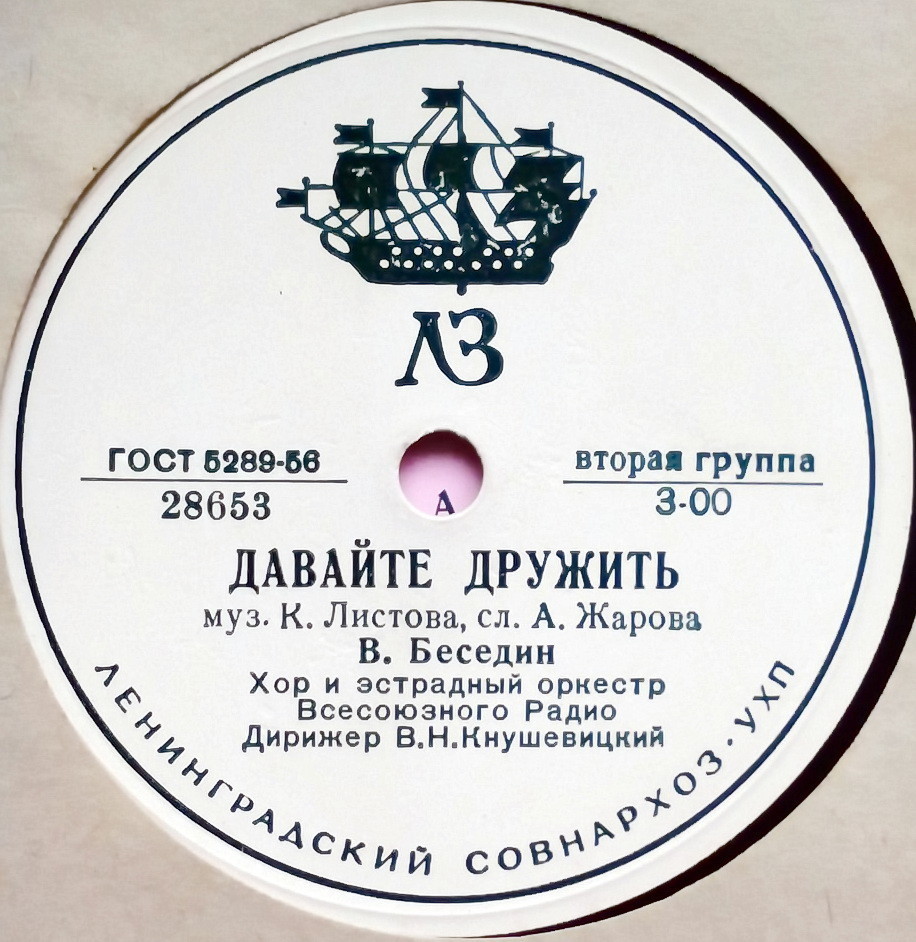 ЛЗ
ГОСТ 5289-56
28653
вторая группа
3-00
А
ДАВАЙТЕ ДРУЖИТЬ
муз. К. Листова, сл. А. Жарова
В. Беседин
Хор и эстрадный оркестр
Всесоюзного Радио
Дирижер В.Н.Кнушевицкий
ЛЕНИНГРАДСКИЙ СОВНАРХОЗ·УХП